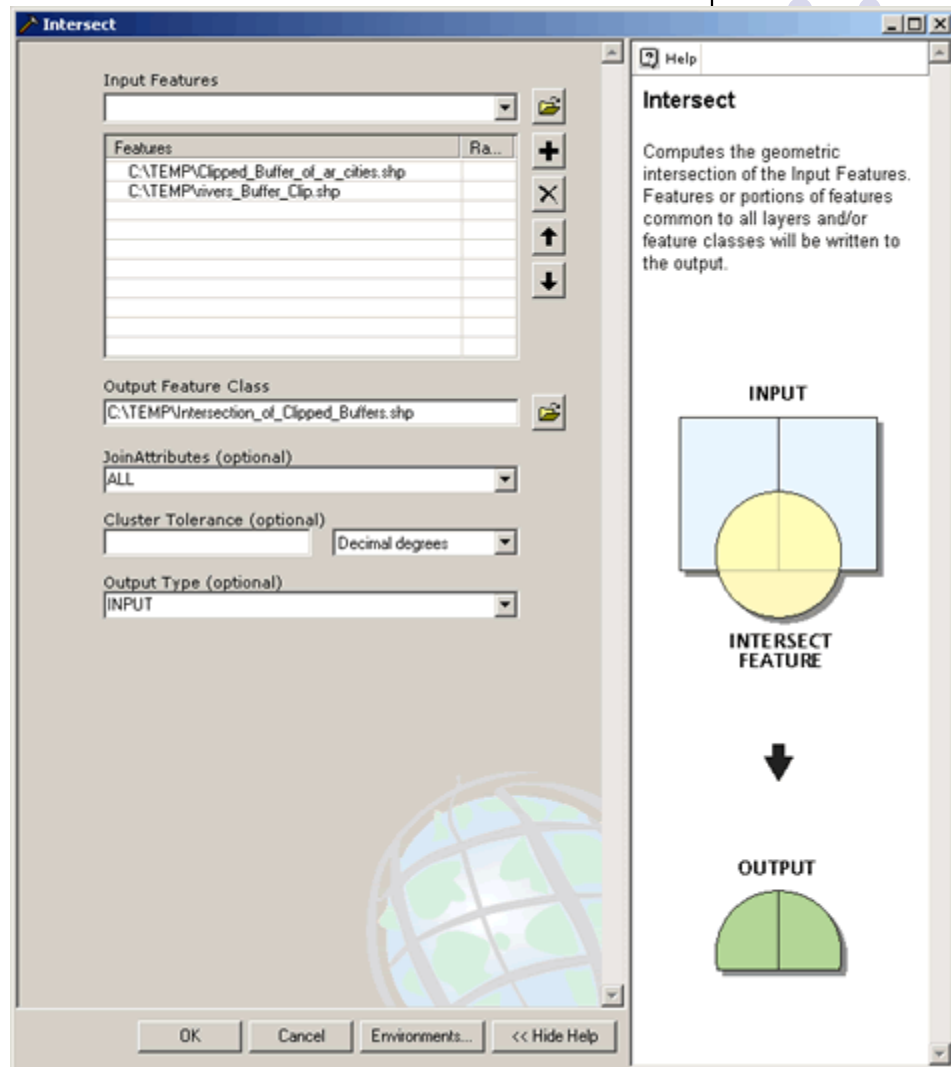 Intersect
Input Features
Features Ra...
C:\TEMP\Clipped_Buffer_of_ar_cities.shp
C:\TEMP\rivers_Buffer_Clip.shp
Output Feature Class
C:\TEMP\Intersection_of_Clipped_Buffers.shp
JoinAttributes (optional)
ALL
Cluster Tolerance (optional)
Decimal degrees
Output Type (optional)
INPUT
OK Cancel Environments... << Hide Help
Help
Intersect
Computes the geometric
intersection of the Input Features.
Features or portions of features
common to all layers and/or
feature classes will be written to
the output.
INPUT
INTERSECT
FEATURE
OUTPUT